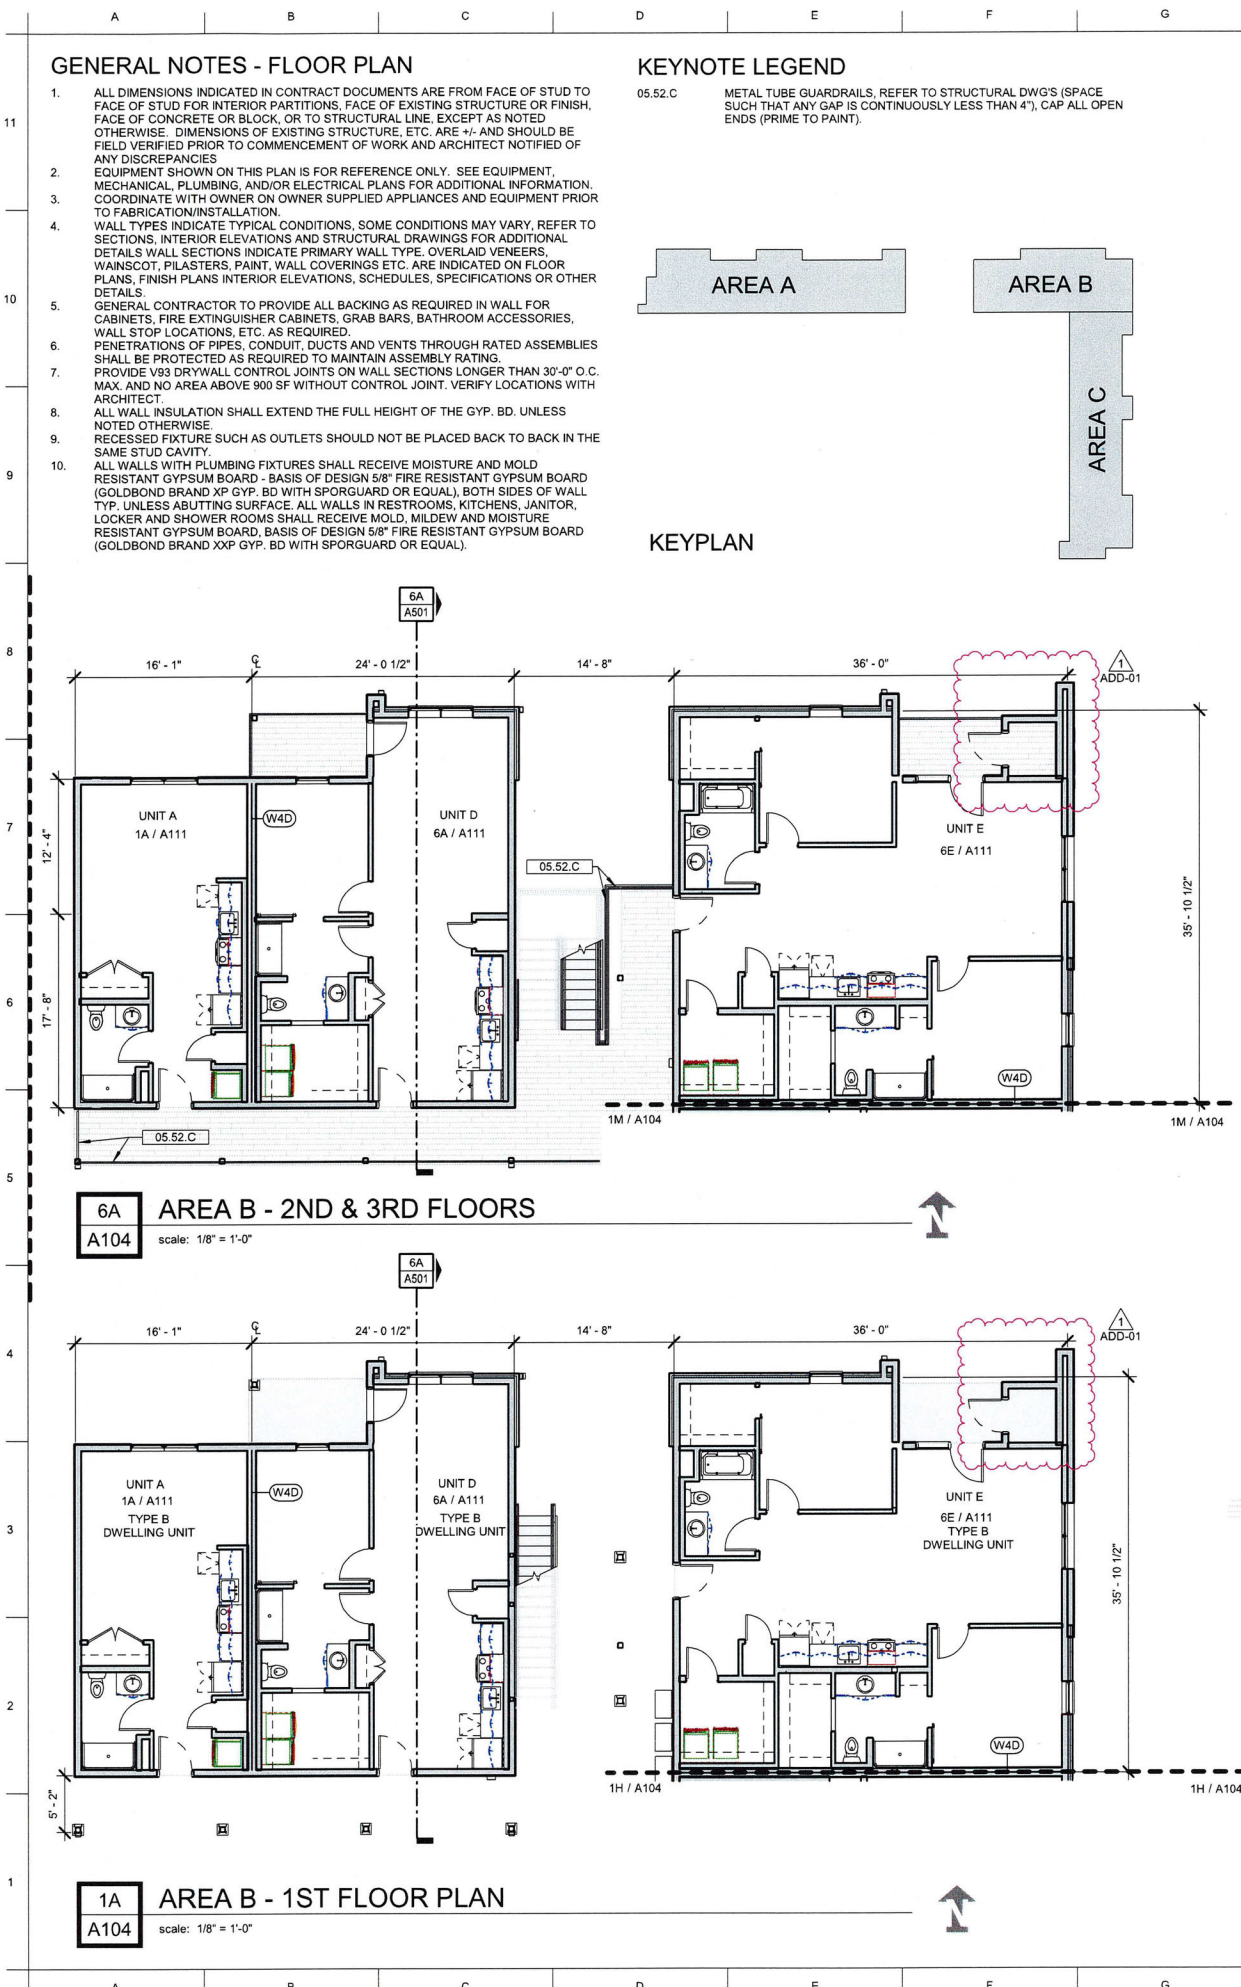 A B C D E F G
GENERAL NOTES - FLOOR PLAN
1. ALL DIMENSIONS INDICATED IN CONTRACT DOCUMENTS ARE FROM FACE OF STUD TO
FACE OF STUD FOR INTERIOR PARTITIONS, FACE OF EXISTING STRUCTURE OR FINISH,
FACE OF CONCRETE OR BLOCK, OR TO STRUCTURAL LINE, EXCEPT AS NOTED
OTHERWISE. DIMENSIONS OF EXISTING STRUCTURE, ETC. ARE +/- AND SHOULD BE
FIELD VERIFIED PRIOR TO COMMENCEMENT OF WORK AND ARCHITECT NOTIFIED OF
ANY DISCREPANCIES
2. EQUIPMENT SHOWN ON THIS PLAN IS FOR REFERENCE ONLY. SEE EQUIPMENT,
MECHANICAL, PLUMBING, AND/OR ELECTRICAL PLANS FOR ADDITIONAL INFORMATION.
3. COORDINATE WITH OWNER ON OWNER SUPPLIED APPLIANCES AND EQUIPMENT PRIOR
TO FABRICATION/INSTALLATION.
4. WALL TYPES INDICATE TYPICAL CONDITIONS, SOME CONDITIONS MAY VARY, REFER TO
SECTIONS, INTERIOR ELEVATIONS AND STRUCTURAL DRAWINGS FOR ADDITIONAL
DETAILS WALL SECTIONS INDICATE PRIMARY WALL TYPE. OVERLAID VENEERS,
WAINSCOT, PILASTERS, PAINT, WALL COVERINGS ETC. ARE INDICATED ON FLOOR
PLANS, FINISH PLANS INTERIOR ELEVATIONS, SCHEDULES, SPECIFICATIONS OR OTHER
DETAILS.
5. GENERAL CONTRACTOR TO PROVIDE ALL BACKING AS REQUIRED IN WALL FOR
CABINETS, FIRE EXTINGUISHER CABINETS, GRAB BARS, BATHROOM ACCESSORIES,
WALL STOP LOCATIONS, ETC. AS REQUIRED.
6. PENETRATIONS OF PIPES, CONDUIT, DUCTS AND VENTS THROUGH RATED ASSEMBLIES
SHALL BE PROTECTED AS REQUIRED TO MAINTAIN ASSEMBLY RATING.
7. PROVIDE V93 DRYWALL CONTROL JOINTS ON WALL SECTIONS LONGER THAN 30'-0" O.C.
MAX. AND NO AREA ABOVE 900 SF WITHOUT CONTROL JOINT. VERIFY LOCATIONS WITH
ARCHITECT.
8. ALL WALL INSULATION SHALL EXTEND THE FULL HEIGHT OF THE GYP. BD. UNLESS
NOTED OTHERWISE.
9. RECESSED FIXTURE SUCH AS OUTLETS SHOULD NOT BE PLACED BACK TO BACK IN THE
SAME STUD CAVITY.
10. ALL WALLS WITH PLUMBING FIXTURES SHALL RECEIVE MOISTURE AND MOLD
RESISTANT GYPSUM BOARD - BASIS OF DESIGN 5/8" FIRE RESISTANT GYPSUM BOARD
(GOLDBOND BRAND XP GYP. BD WITH SPORGUARD OR EQUAL), BOTH SIDES OF WALL
TYP. UNLESS ABUTTING SURFACE. ALL WALLS IN RESTROOMS, KITCHENS, JANITOR,
LOCKER AND SHOWER ROOMS SHALL RECEIVE MOLD, MILDEW AND MOISTURE
RESISTANT GYPSUM BOARD, BASIS OF DESIGN 5/8" FIRE RESISTANT GYPSUM BOARD
(GOLDBOND BRAND XXP GYP. BD WITH SPORGUARD OR EQUAL).
KEYNOTE LEGEND
05.52.C METAL TUBE GUARDRAILS, REFER TO STRUCTURAL DWG'S (SPACE
SUCH THAT ANY GAP IS CONTINUOUSLY LESS THAN 4"), CAP ALL OPEN
ENDS (PRIME TO PAINT).
AREA A
AREA B
AREA C
KEYPLAN
11
10
9
8
7
6
5
4
3
2
1
6A
A501
16' - 1"
CL
24' - 0 1/2"
14' - 8"
36' - 0"
1
ADD-01
UNIT A
1A / A111
W4D
UNIT D
6A / A111
UNIT E
6E / A111
12' - 4"
05.52.C
35' - 10 1/2"
17' - 8"
W4D
1M / A104
1M / A104
05.52.C
6A
A104
AREA B - 2ND & 3RD FLOORS
scale: 1/8" = 1'-0"
N
6A
A501
16' - 1"
CL
24' - 0 1/2"
14' - 8"
36' - 0"
1
ADD-01
UNIT A
1A / A111
TYPE B
DWELLING UNIT
W4D
UNIT D
6A / A111
TYPE B
DWELLING UNIT
UNIT E
6E / A111
TYPE B
DWELLING UNIT
35' - 10 1/2"
W4D
1H / A104
1H / A104
5' - 2"
1A
A104
AREA B - 1ST FLOOR PLAN
scale: 1/8" = 1'-0"
N
A B C D E F G